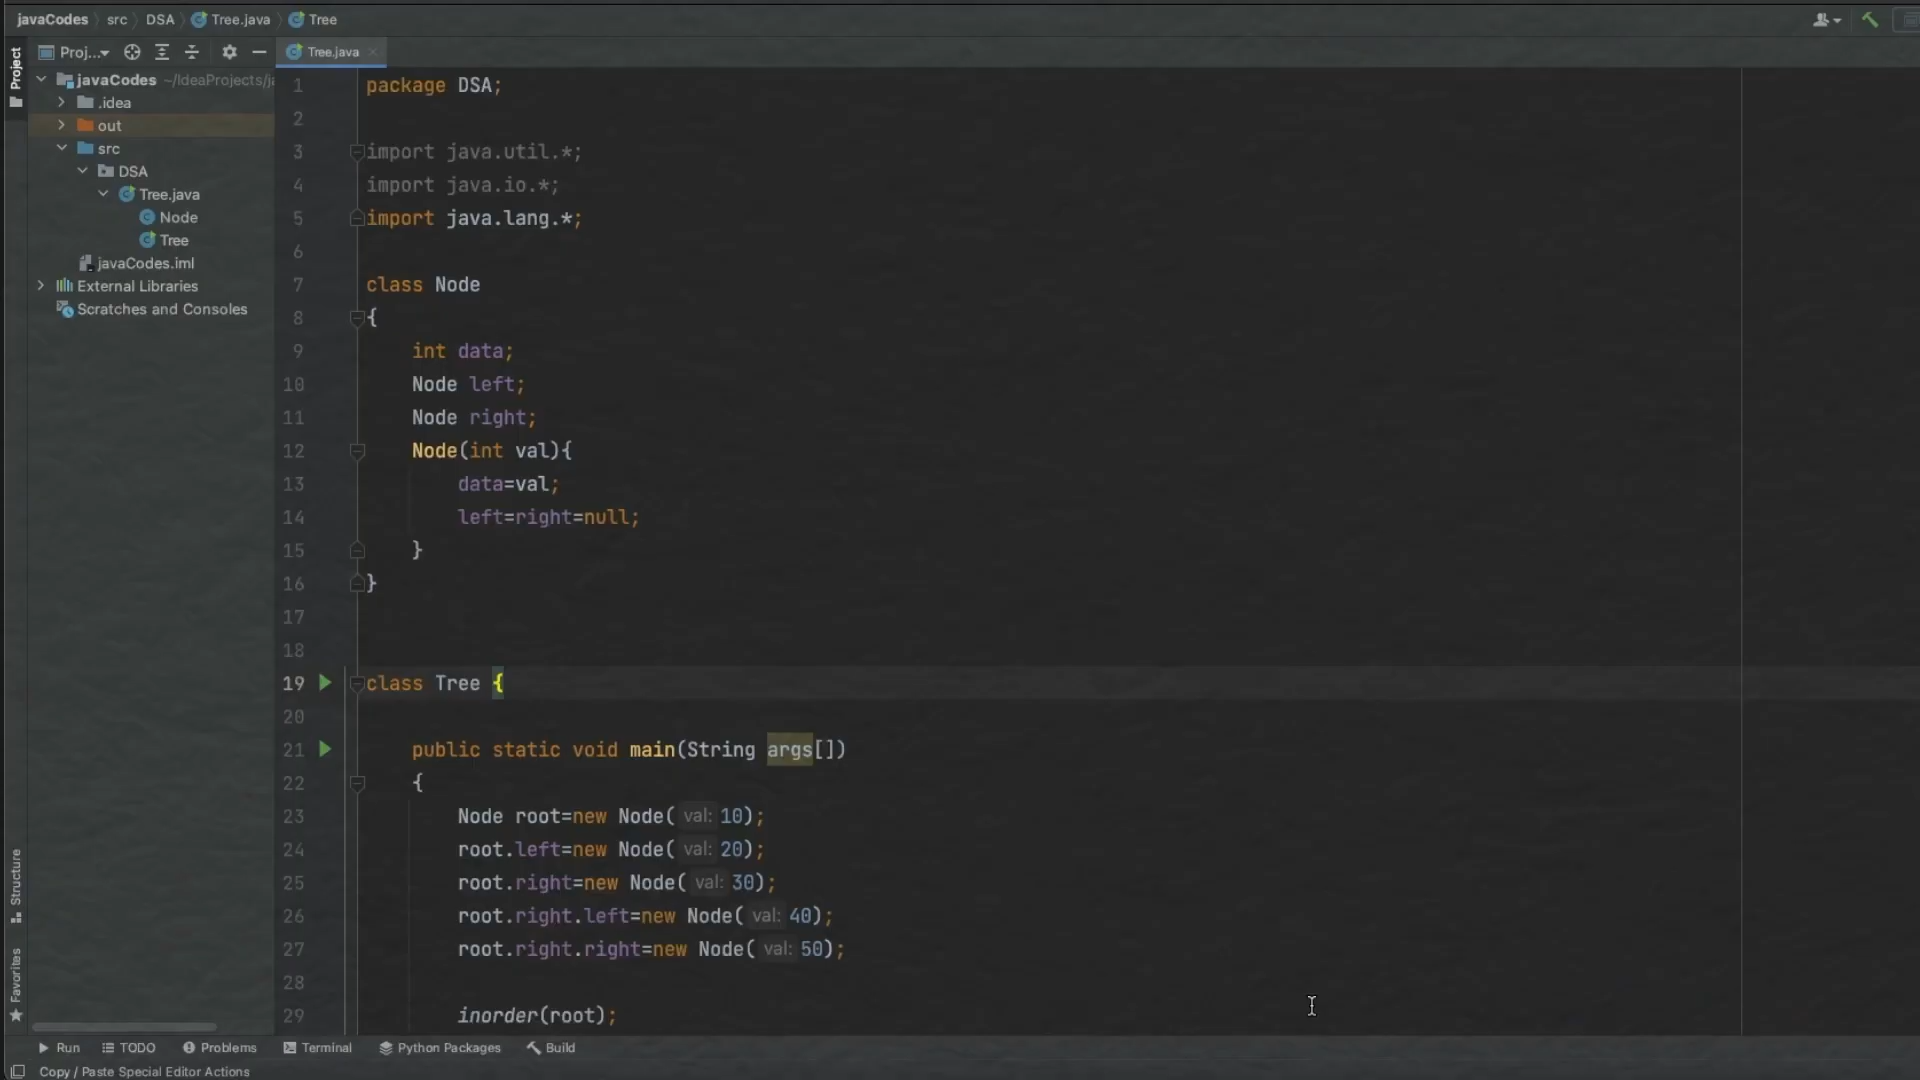 javaCodes src DSA Tree.java Tree
Project
Proj...
Tree.java
javaCodes ~/IdeaProjects/ja
.idea
out
src
DSA
Tree.java
Node
Tree
javaCodes.iml
External Libraries
Scratches and Consoles
1 package DSA;
2
3 import java.util.*;
4 import java.io.*;
5 import java.lang.*;
6
7 class Node
8 {
9 int data;
10 Node left;
11 Node right;
12 Node(int val){
13 data=val;
14 left=right=null;
15 }
16 }
17
18
19 class Tree {
20
21 public static void main(String args[])
22 {
23 Node root=new Node( val: 10);
24 root.left=new Node( val: 20);
25 root.right=new Node( val: 30);
26 root.right.left=new Node( val: 40);
27 root.right.right=new Node( val: 50);
28
29 inorder(root);
Structure
Favorites
Run TODO Problems Terminal Python Packages Build
Copy / Paste Special Editor Actions